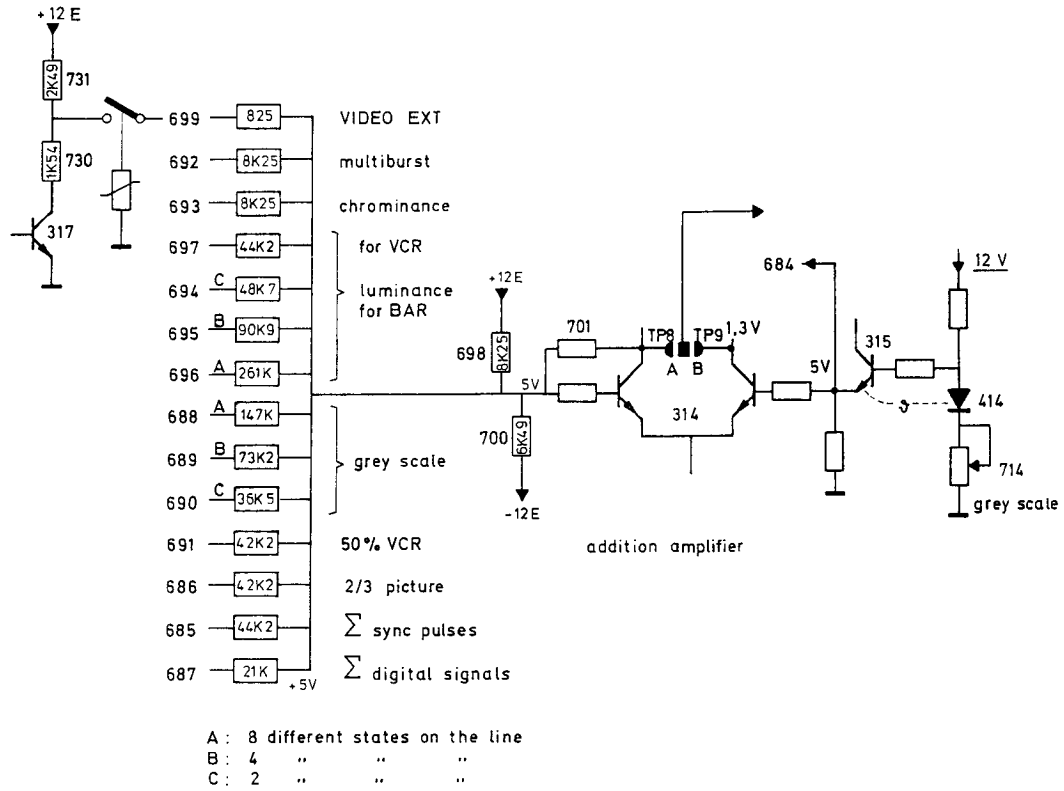 +12 E
2K49 731
1K54 730
317
699 825 VIDEO EXT
692 8K25 multiburst
693 8K25 chrominance
697 44K2 for VCR
694 C 48K7 luminance
for BAR
695 B 90K9
696 A 261K
688 A 147K
689 B 73K2 grey scale
690 C 36K5
691 42K2 50% VCR
686 42K2 2/3 picture
685 44K2 Σ sync pulses
687 21K Σ digital signals
+5V
+12E
698 8K25
5V
700 6K49
-12E
701
TP8 TP9 1,3V
A B
314
684
5V
315
12 V
ϑ
414
714
grey scale
addition amplifier
A : 8 different states on the line
B : 4 " " "
C : 2 " " "